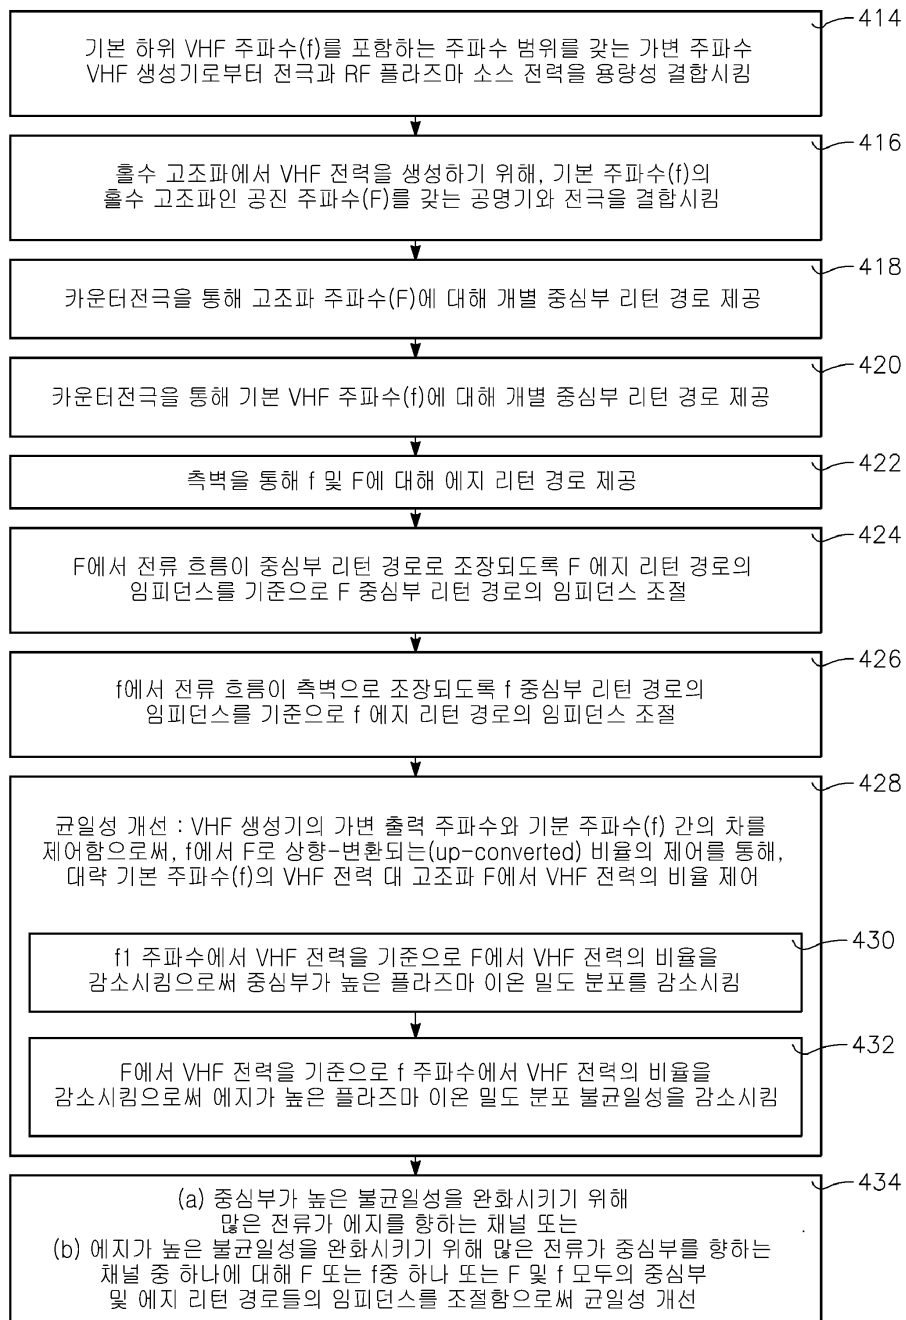 414
기본 하위 VHF 주파수(f)를 포함하는 주파수 범위를 갖는 가변 주파수
VHF 생성기로부터 전극과 RF 플라즈마 소스 전력을 용량성 결합시킴
416
홀수 고조파에서 VHF 전력을 생성하기 위해, 기본 주파수(f)의
홀수 고조파인 공진 주파수(F)를 갖는 공명기와 전극을 결합시킴
418
카운터전극을 통해 고조파 주파수(F)에 대해 개별 중심부 리턴 경로 제공
420
카운터전극을 통해 기본 VHF 주파수(f)에 대해 개별 중심부 리턴 경로 제공
422
측벽을 통해 f 및 F에 대해 에지 리턴 경로 제공
424
F에서 전류 흐름이 중심부 리턴 경로로 조장되도록 F 에지 리턴 경로의
임피던스를 기준으로 F 중심부 리턴 경로의 임피던스 조절
426
f에서 전류 흐름이 측벽으로 조장되도록 f 중심부 리턴 경로의
임피던스를 기준으로 f 에지 리턴 경로의 임피던스 조절
428
균일성 개선 : VHF 생성기의 가변 출력 주파수와 기분 주파수(f) 간의 차를
제어함으로써, f에서 F로 상향-변환되는(up-converted) 비율의 제어를 통해,
대략 기본 주파수(f)의 VHF 전력 대 고조파 F에서 VHF 전력의 비율 제어
430
f1 주파수에서 VHF 전력을 기준으로 F에서 VHF 전력의 비율을
감소시킴으로써 중심부가 높은 플라즈마 이온 밀도 분포를 감소시킴
432
F에서 VHF 전력을 기준으로 f 주파수에서 VHF 전력의 비율을
감소시킴으로써 에지가 높은 플라즈마 이온 밀도 분포 불균일성을 감소시킴
434
(a) 중심부가 높은 불균일성을 완화시키기 위해
많은 전류가 에지를 향하는 채널 또는
(b) 에지가 높은 불균일성을 완화시키기 위해 많은 전류가 중심부를 향하는
채널 중 하나에 대해 F 또는 f중 하나 또는 F 및 f 모두의 중심부
및 에지 리턴 경로들의 임피던스를 조절함으로써 균일성 개선